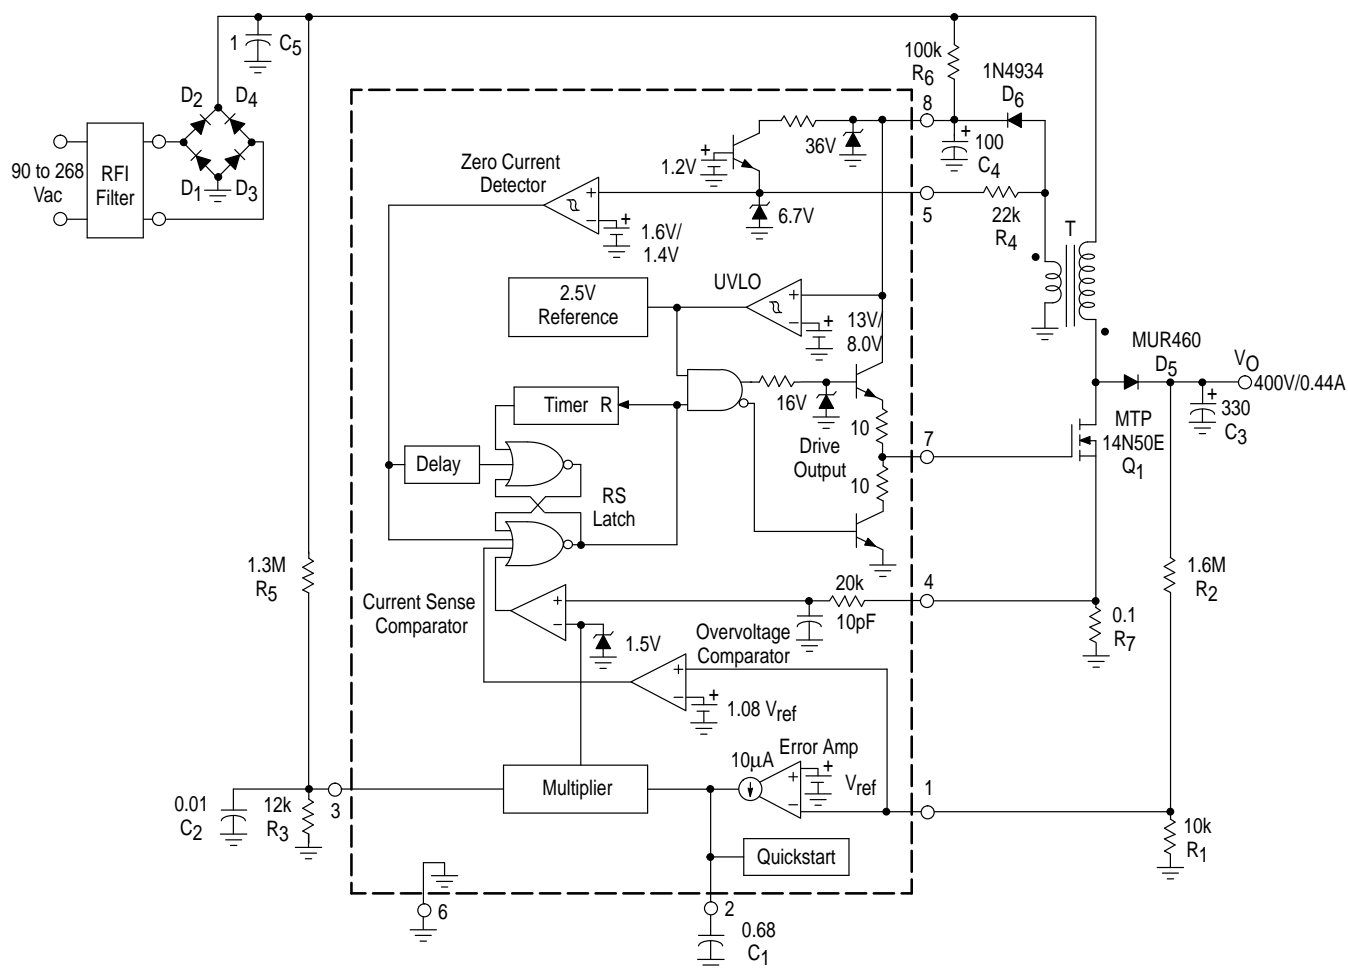 1
C5
100k
R6
1N4934
D6
D2
D4
8
100
C4
36V
1.2V
Zero Current
Detector
RFI
Filter
90 to 268
Vac
D1
D3
+
−
+
+
+
5
22k
R4
6.7V
1.6V/
1.4V
T
2.5V
Reference
UVLO
+
−
+
13V/
8.0V
MUR460
D5
VO
400V/0.44A
Timer R
16V
10
Drive
Output
7
MTP
14N50E
Q1
+
330
C3
Delay
10
RS
Latch
1.3M
R5
20k
4
1.6M
R2
Current Sense
Comparator
+
−
10pF
0.1
R7
1.5V
Overvoltage
Comparator
+
−
+
1.08 Vref
Error Amp
10μA
+
−
+
Vref
1
Multiplier
0.01
C2
12k
R3
3
10k
R1
Quickstart
6
2
0.68
C1